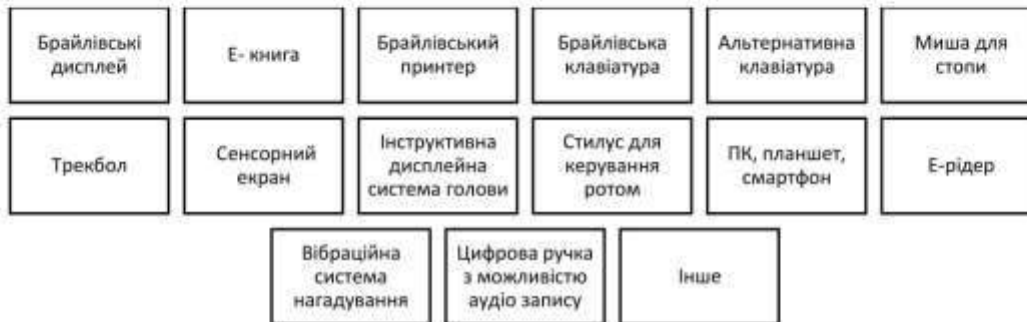 Брайлівські
дисплей
Е- книга
Брайлівський
принтер
Брайлівська
клавіатура
Альтернативна
клавіатура
Миша для
стопи
Трекбол
Сенсорний
екран
Інструктивна
дисплейна
система голови
Стилус для
керування
ротом
ПК, планшет,
смартфон
Е-рідер
Вібраційна
система
нагадування
Цифрова ручка
з можливістю
аудіо запису
Інше